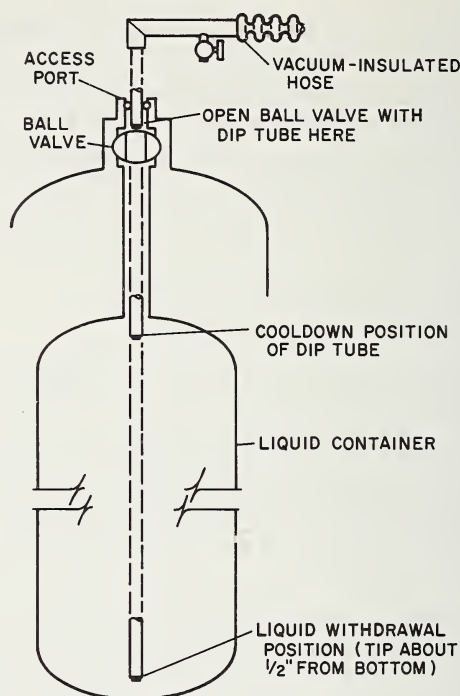 VACUUM-INSULATED
HOSE
ACCESS
PORT
OPEN BALL VALVE WITH
DIP TUBE HERE
BALL
VALVE
COOLDOWN POSITION
OF DIP TUBE
LIQUID CONTAINER
LIQUID WITHDRAWAL
POSITION (TIP ABOUT
1/2" FROM BOTTOM)